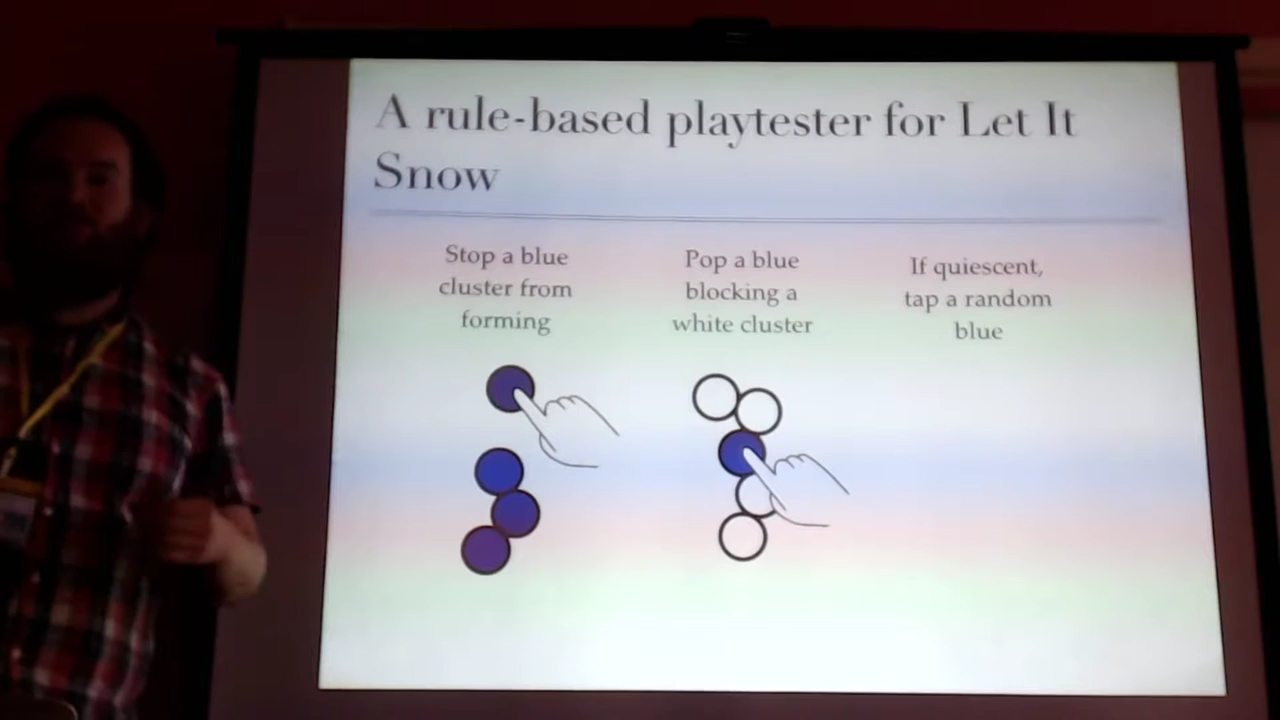 A rule-based playtester for Let It
Snow
Stop a blue
cluster from
forming
Pop a blue
blocking a
white cluster
If quiescent,
tap a random
blue